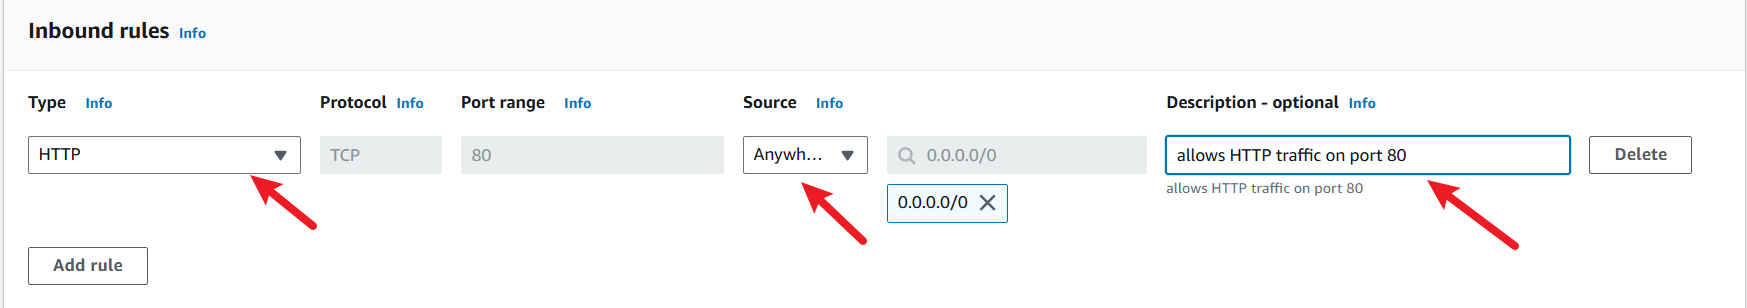 Inbound rules Info
Type Info Protocol Info Port range Info Source Info Description - optional Info
HTTP TCP 80 Anywh... 0.0.0.0/0 allows HTTP traffic on port 80 Delete
0.0.0.0/0 allows HTTP traffic on port 80
Add rule